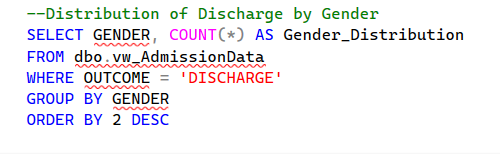 --Distribution of Discharge by Gender
SELECT GENDER, COUNT(*) AS Gender_Distribution
FROM dbo.vw_AdmissionData
WHERE OUTCOME = 'DISCHARGE'
GROUP BY GENDER
ORDER BY 2 DESC